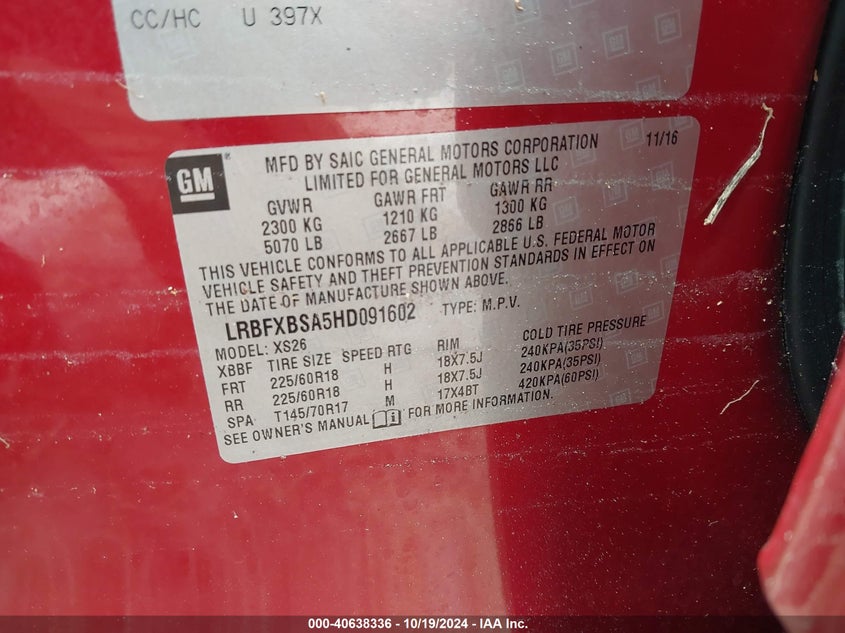 CC/HC U 397X
GM
MFD BY SAIC GENERAL MOTORS CORPORATION 11/16
LIMITED FOR GENERAL MOTORS LLC
GVWR GAWR FRT GAWR RR
2300 KG 1210 KG 1300 KG
5070 LB 2667 LB 2866 LB
THIS VEHICLE CONFORMS TO ALL APPLICABLE U.S. FEDERAL MOTOR
VEHICLE SAFETY AND THEFT PREVENTION STANDARDS IN EFFECT ON
THE DATE OF MANUFACTURE SHOWN ABOVE.
LRBFXBSA5HD091602 TYPE: M.P.V.
MODEL: XS26
XBBF TIRE SIZE SPEED RTG RIM COLD TIRE PRESSURE
FRT 225/60R18 H 18X7.5J 240KPA(35PSI)
RR 225/60R18 H 18X7.5J 240KPA(35PSI)
SPA T145/70R17 M 17X4BT 420KPA(60PSI)
SEE OWNER'S MANUAL i FOR MORE INFORMATION.
000-40638336 - 10/19/2024 - IAA Inc.